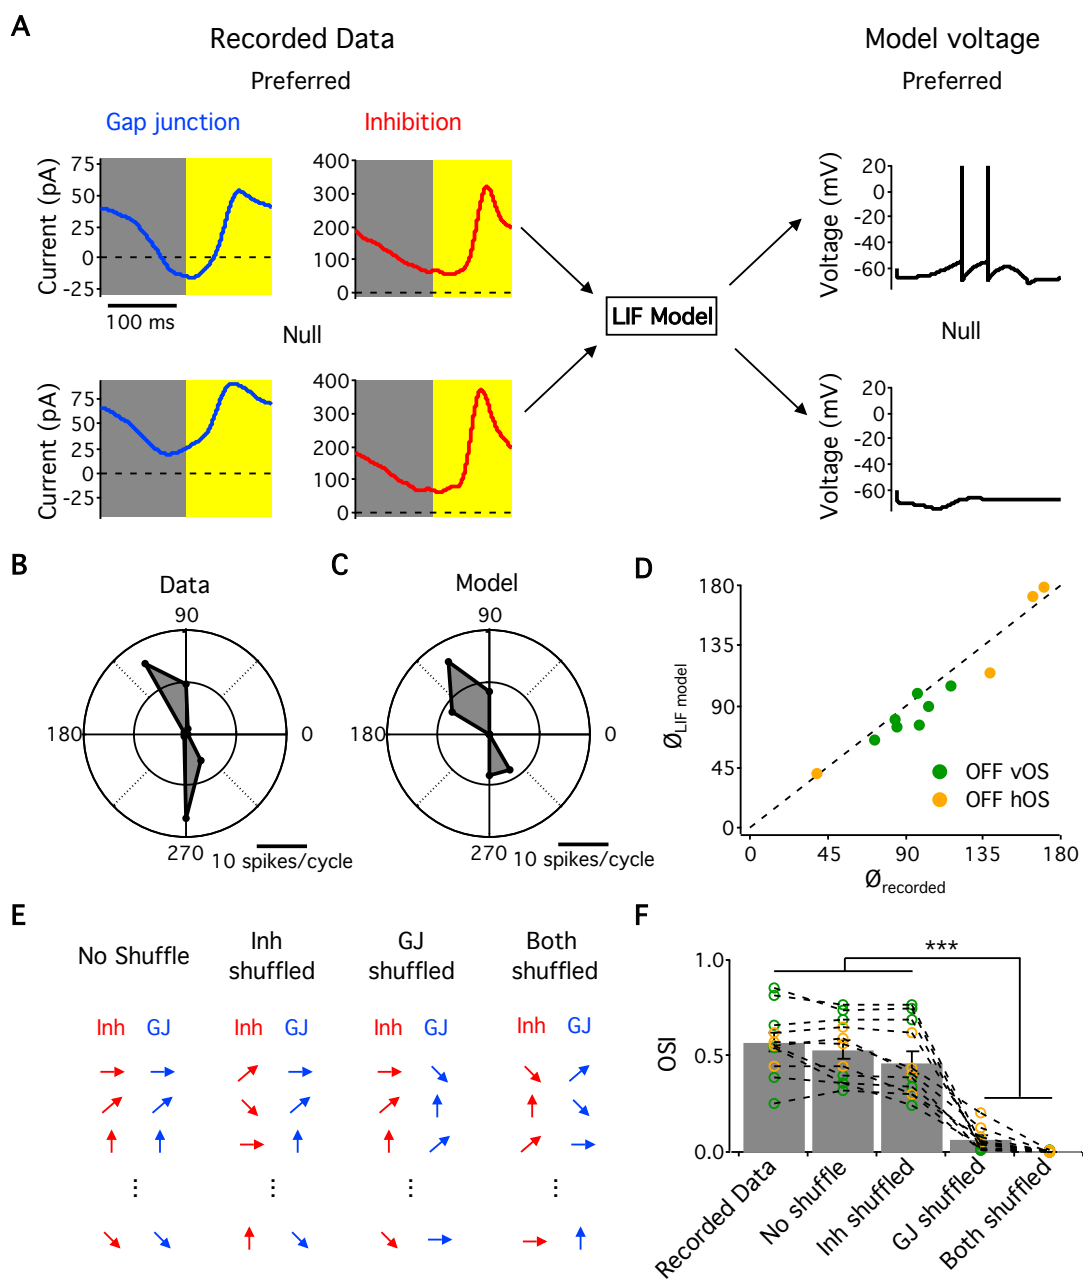 A
Recorded Data
Model voltage
Preferred
Preferred
Gap junction
Inhibition
Current (pA)
75
50
25
0
-25
400
300
200
100
0
Voltage (mV)
20
0
-20
-40
-60
100 ms
LIF Model
Null
Null
Current (pA)
75
50
25
0
-25
400
300
200
100
0
Voltage (mV)
20
0
-20
-40
-60
B
Data
90
180
0
270
10 spikes/cycle
C
Model
90
180
0
270
10 spikes/cycle
D
Ø LIF model
180
135
90
45
0
OFF vOS
OFF hOS
0 45 90 135 180
Ø recorded
E
No Shuffle
Inh shuffled
GJ shuffled
Both shuffled
Inh GJ
Inh GJ
Inh GJ
Inh GJ
⋮ ⋮ ⋮ ⋮
F
***
OSI
1.0
0.5
0.0
Recorded Data
No shuffle
Inh shuffled
GJ shuffled
Both shuffled